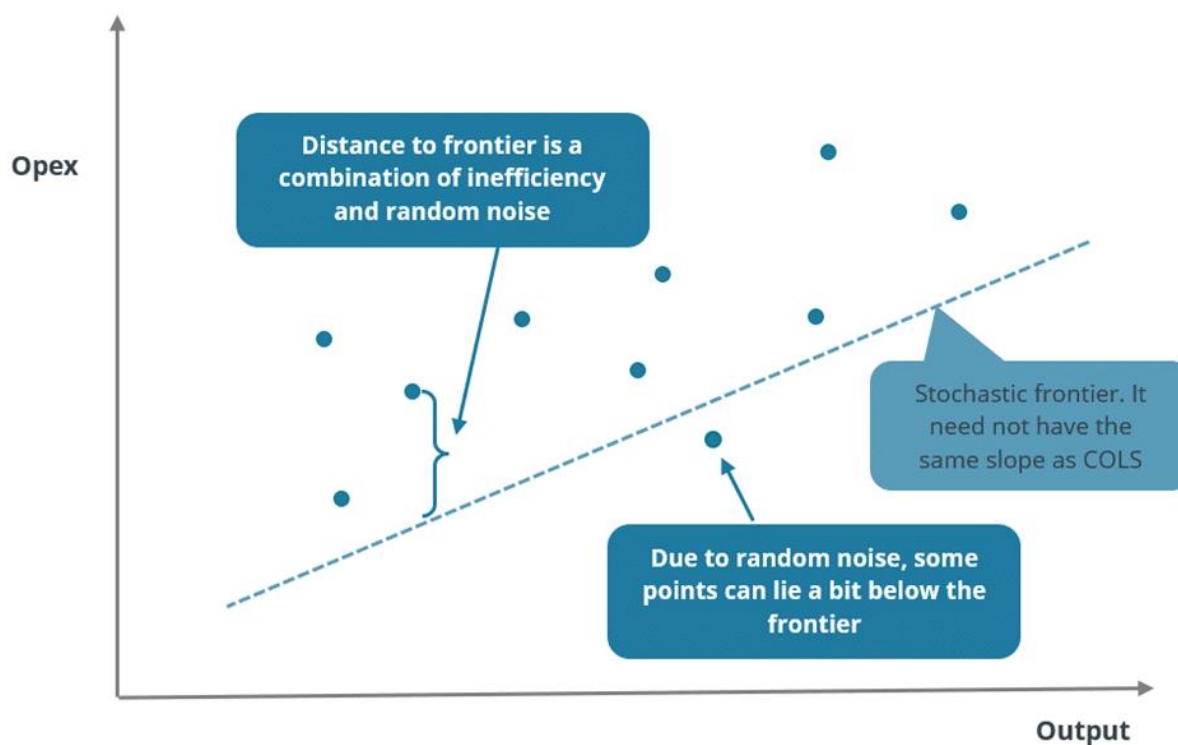 Opex
Distance to frontier is a
combination of inefficiency
and random noise
Stochastic frontier. It
need not have the
same slope as COLS
Due to random noise, some
points can lie a bit below the
frontier
Output